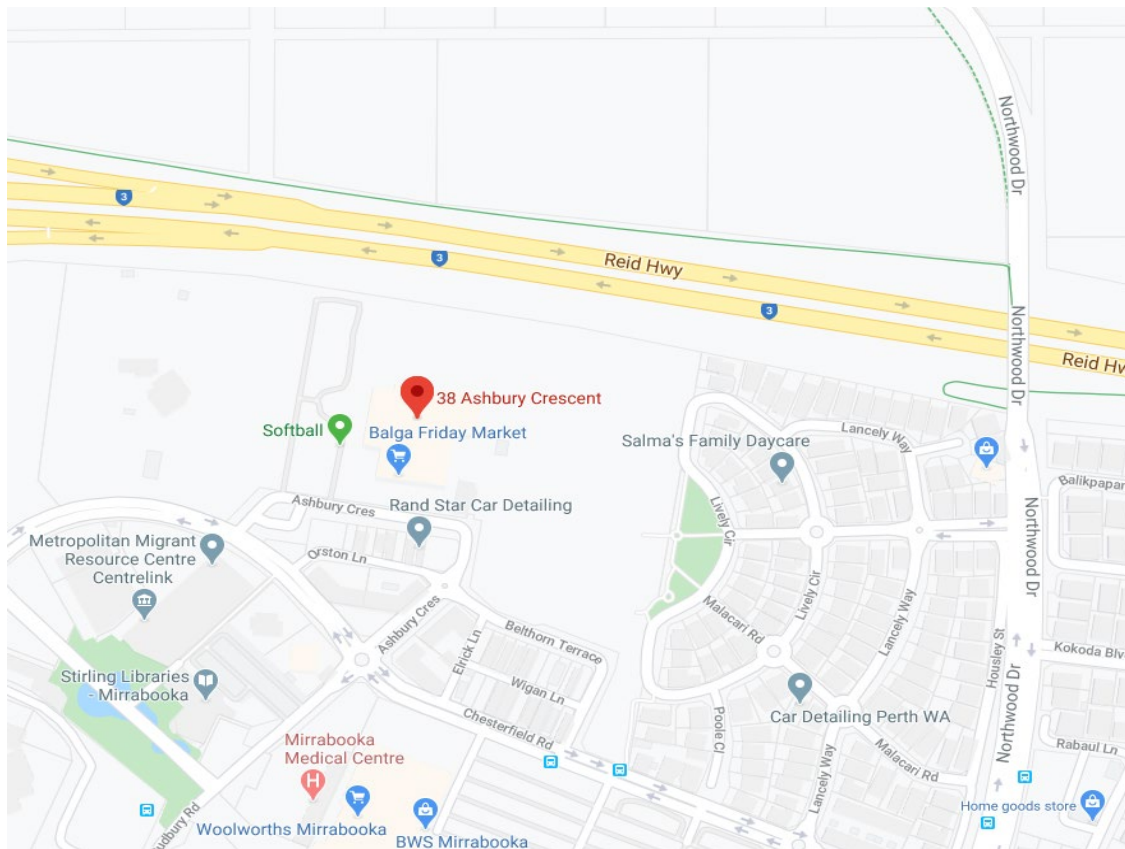 Northwood Dr
3
3
Reid Hwy
3
Northwood Dr
Reid Hw
38 Ashbury Crescent
Softball
Balga Friday Market
Lancely Way
Salma's Family Daycare
Balikpapan
Ashbury Cres
Rand Star Car Detailing
Lively Cir
Metropolitan Migrant
Resource Centre
Centrelink
Orston Ln
Northwood Dr
Lively Cir
Lancely Way
Malacari Rd
Ashbury Cres
Elrick Ln
Belthorn Terrace
Housley St
Kokoda Blv
Stirling Libraries
- Mirrabooka
Wigan Ln
Car Detailing Perth WA
Northwood Dr
Poole Cl
Chesterfield Rd
Malacari Rd
Mirrabooka
Medical Centre
H
Rabaul Ln
Lancely Way
Woolworths Mirrabooka
BWS Mirrabooka
Home goods store
udbury Rd